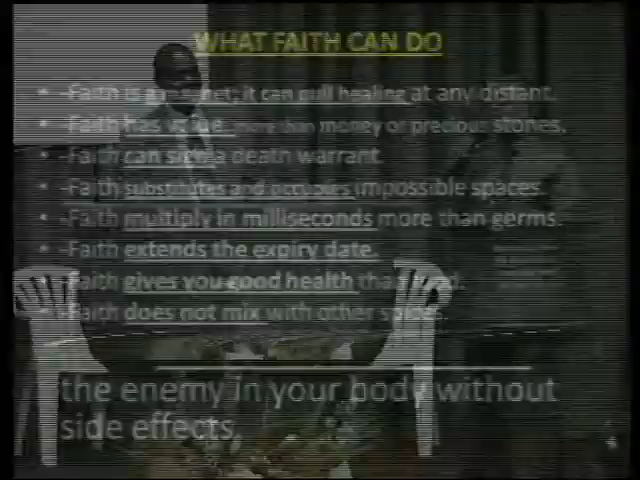 WHAT FAITH CAN DO
• -Faith is a magnet; it can pull healing at any distant.
• -Faith has value more than money or precious stones.
• -Faith can sign a death warrant.
• -Faith substitutes and occupies impossible spaces.
• -Faith multiply in milliseconds more than germs.
• -Faith extends the expiry date.
• -Faith gives you good health than
• -Faith does not mix with other
the enemy in your body without
side effects,